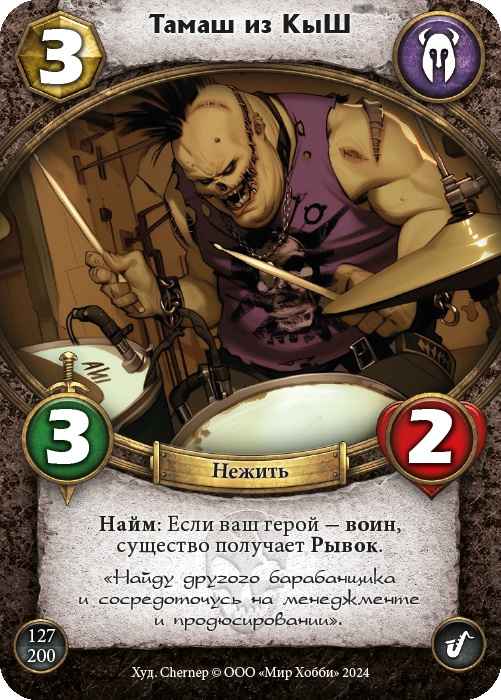 Тамаш из КыШ
3
3
2
Нежить
Найм: Если ваш герой — воин,
существо получает Рывок.
«Найду другого барабанщика
и сосредоточусь на менеджменте
и продюсировании».
127
200
Худ. Chernep © ООО «Мир Хобби» 2024